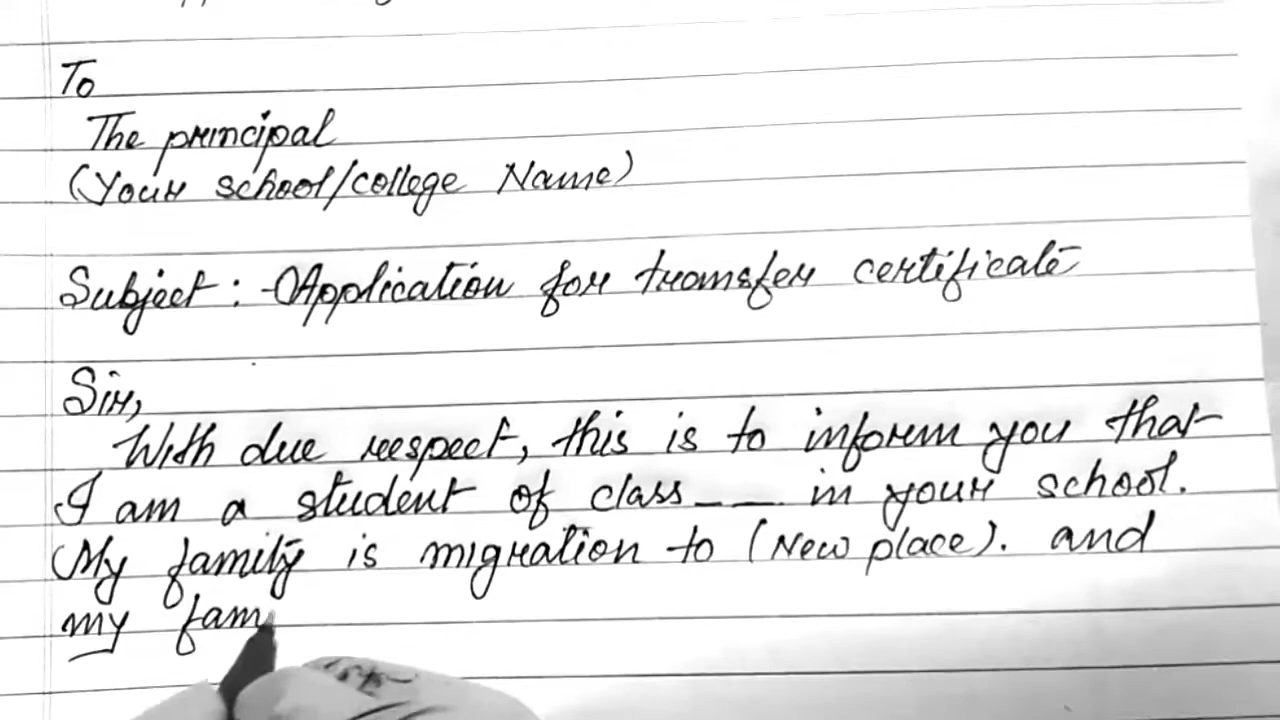 To
The principal
(Your school/college Name)
Subject: Application for transfer certificate
Sir,
With due respect, this is to inform you that
I am a student of class _ _ in your school.
My family is migration to (New place). and
my fam